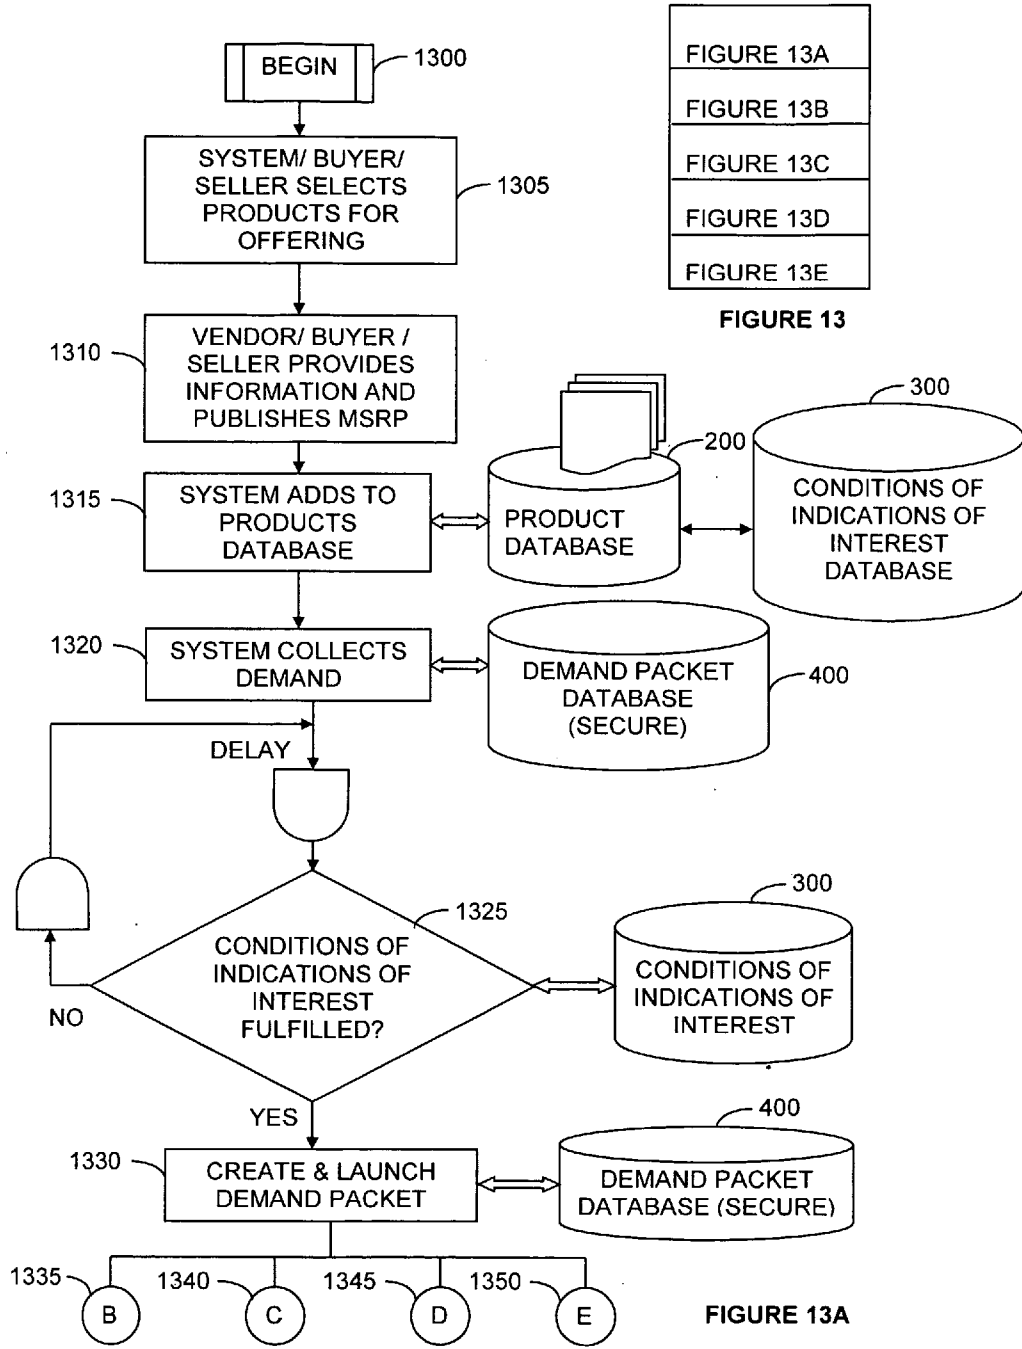 BEGIN
1300
SYSTEM/ BUYER/
SELLER SELECTS
PRODUCTS FOR
OFFERING
1305
FIGURE 13A
FIGURE 13B
FIGURE 13C
FIGURE 13D
FIGURE 13E
FIGURE 13
1310
VENDOR/ BUYER /
SELLER PROVIDES
INFORMATION AND
PUBLISHES MSRP
1315
SYSTEM ADDS TO
PRODUCTS
DATABASE
200
PRODUCT
DATABASE
300
CONDITIONS OF
INDICATIONS OF
INTEREST
DATABASE
1320
SYSTEM COLLECTS
DEMAND
DEMAND PACKET
DATABASE
(SECURE)
400
DELAY
1325
CONDITIONS OF
INDICATIONS OF
INTEREST
FULFILLED?
NO
300
CONDITIONS OF
INDICATIONS OF
INTEREST
YES
1330
CREATE & LAUNCH
DEMAND PACKET
400
DEMAND PACKET
DATABASE (SECURE)
1335
B
1340
C
1345
D
1350
E
FIGURE 13A